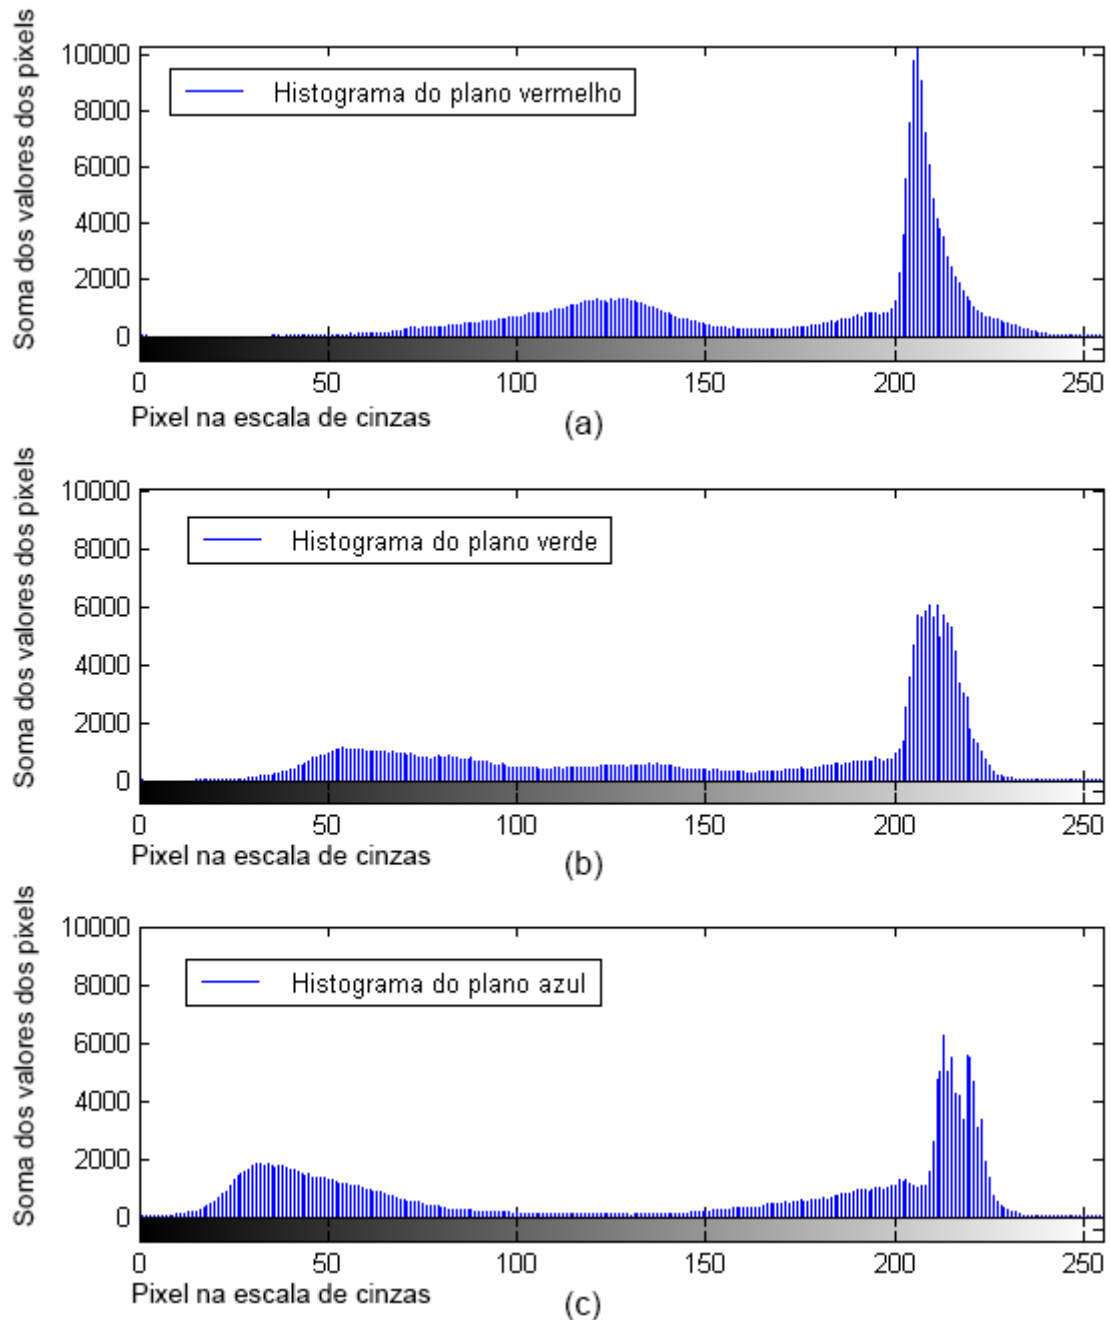 Soma dos valores dos pixels
10000
8000
6000
4000
2000
0
Histograma do plano vermelho
0 50 100 150 200 250
Pixel na escala de cinzas
(a)
Soma dos valores dos pixels
10000
8000
6000
4000
2000
0
Histograma do plano verde
0 50 100 150 200 250
Pixel na escala de cinzas
(b)
Soma dos valores dos pixels
10000
8000
6000
4000
2000
0
Histograma do plano azul
0 50 100 150 200 250
Pixel na escala de cinzas
(c)